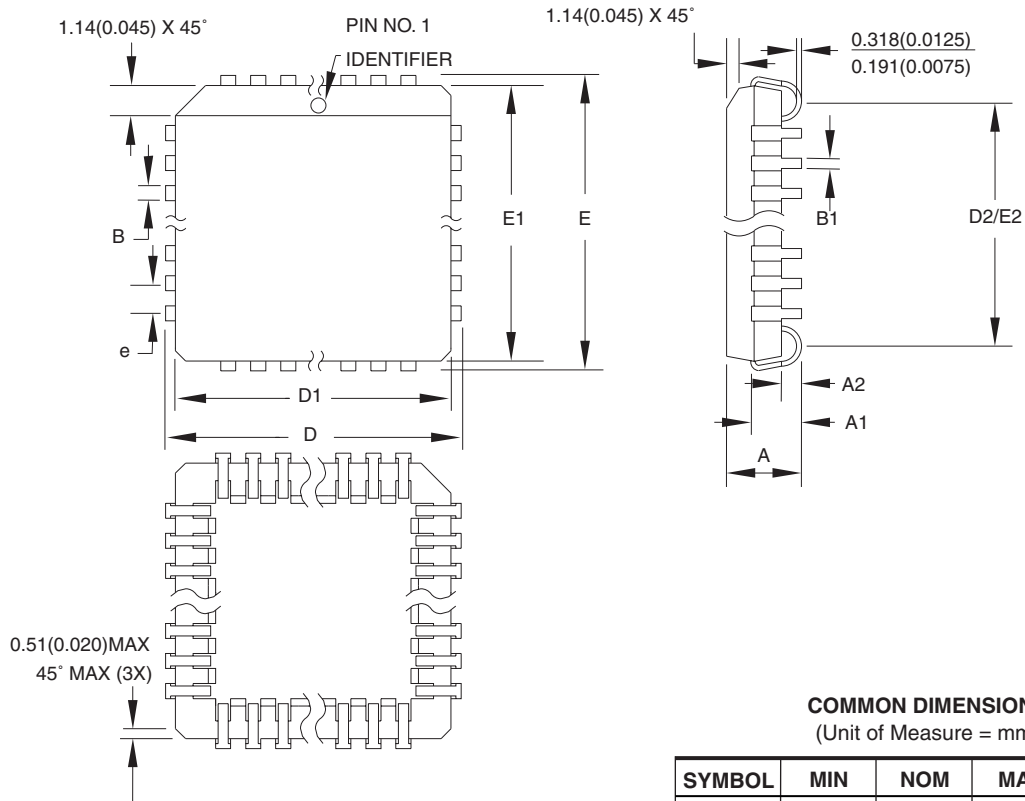 1.14(0.045) X 45˚
PIN NO. 1
IDENTIFIER
1.14(0.045) X 45˚
0.318(0.0125)
0.191(0.0075)
B
e
E1
E
B1
D2/E2
D1
D
A2
A1
A
0.51(0.020)MAX
45˚ MAX (3X)
COMMON DIMENSION
(Unit of Measure = mm
SYMBOL MIN NOM MA